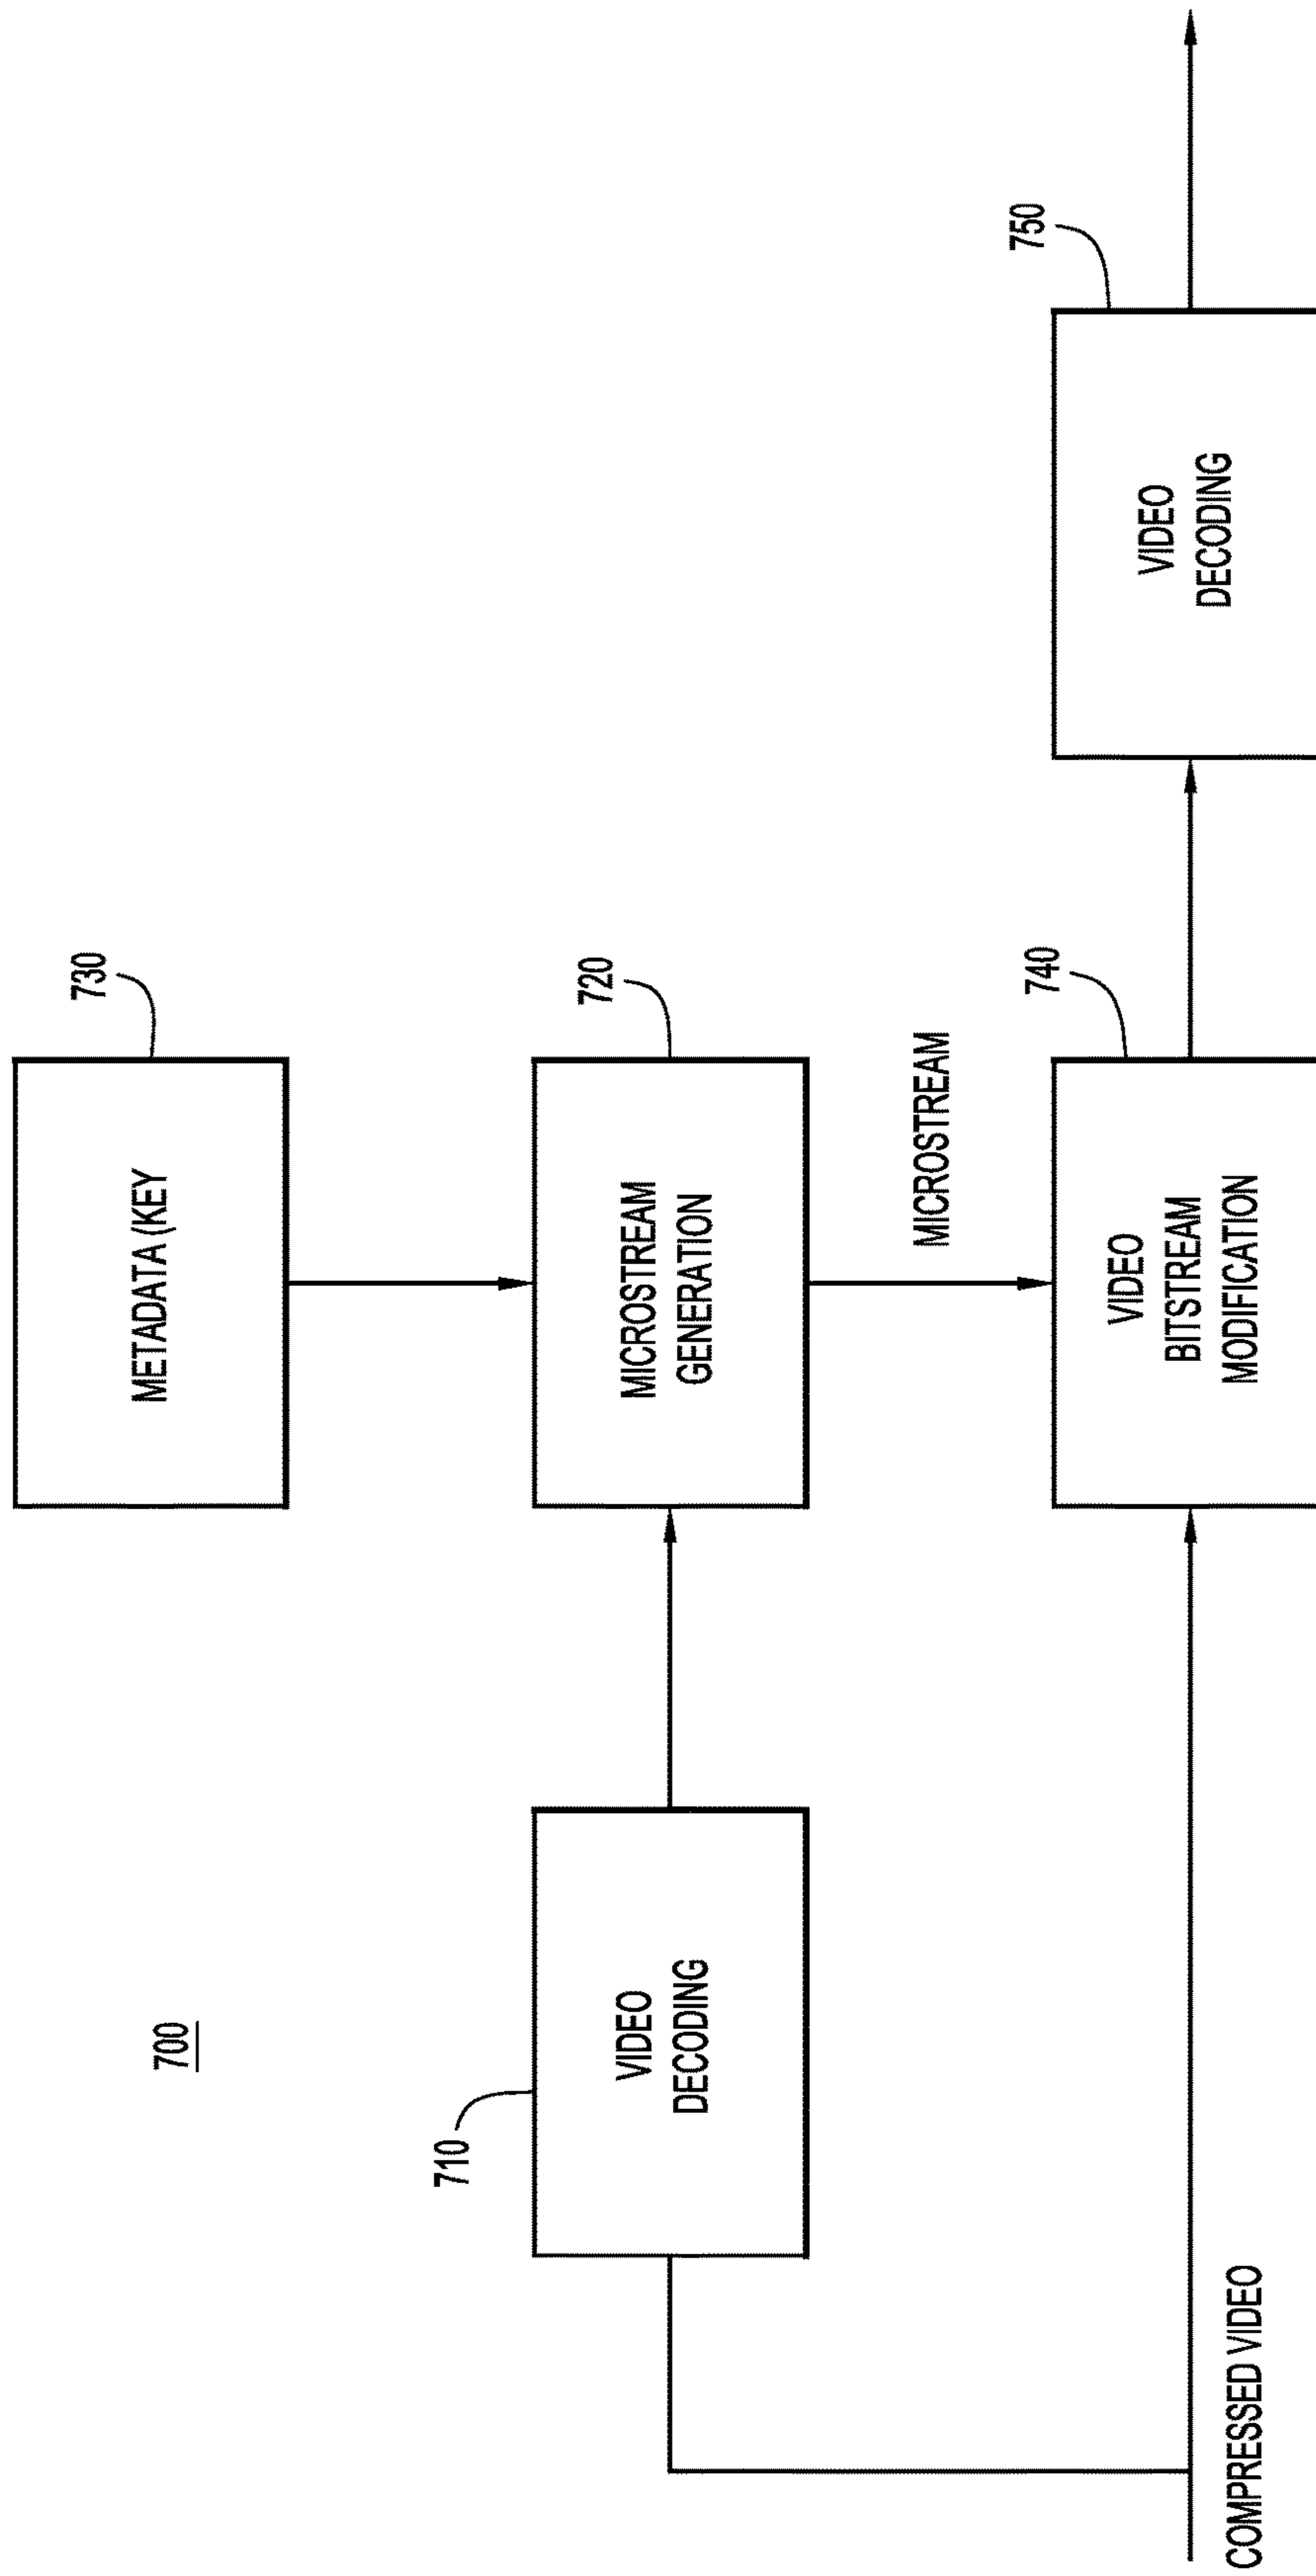 700
730
METADATA (KEY
710
VIDEO
DECODING
720
MICROSTREAM
GENERATION
MICROSTREAM
740
VIDEO
BITSTREAM
MODIFICATION
750
VIDEO
DECODING
COMPRESSED VIDEO